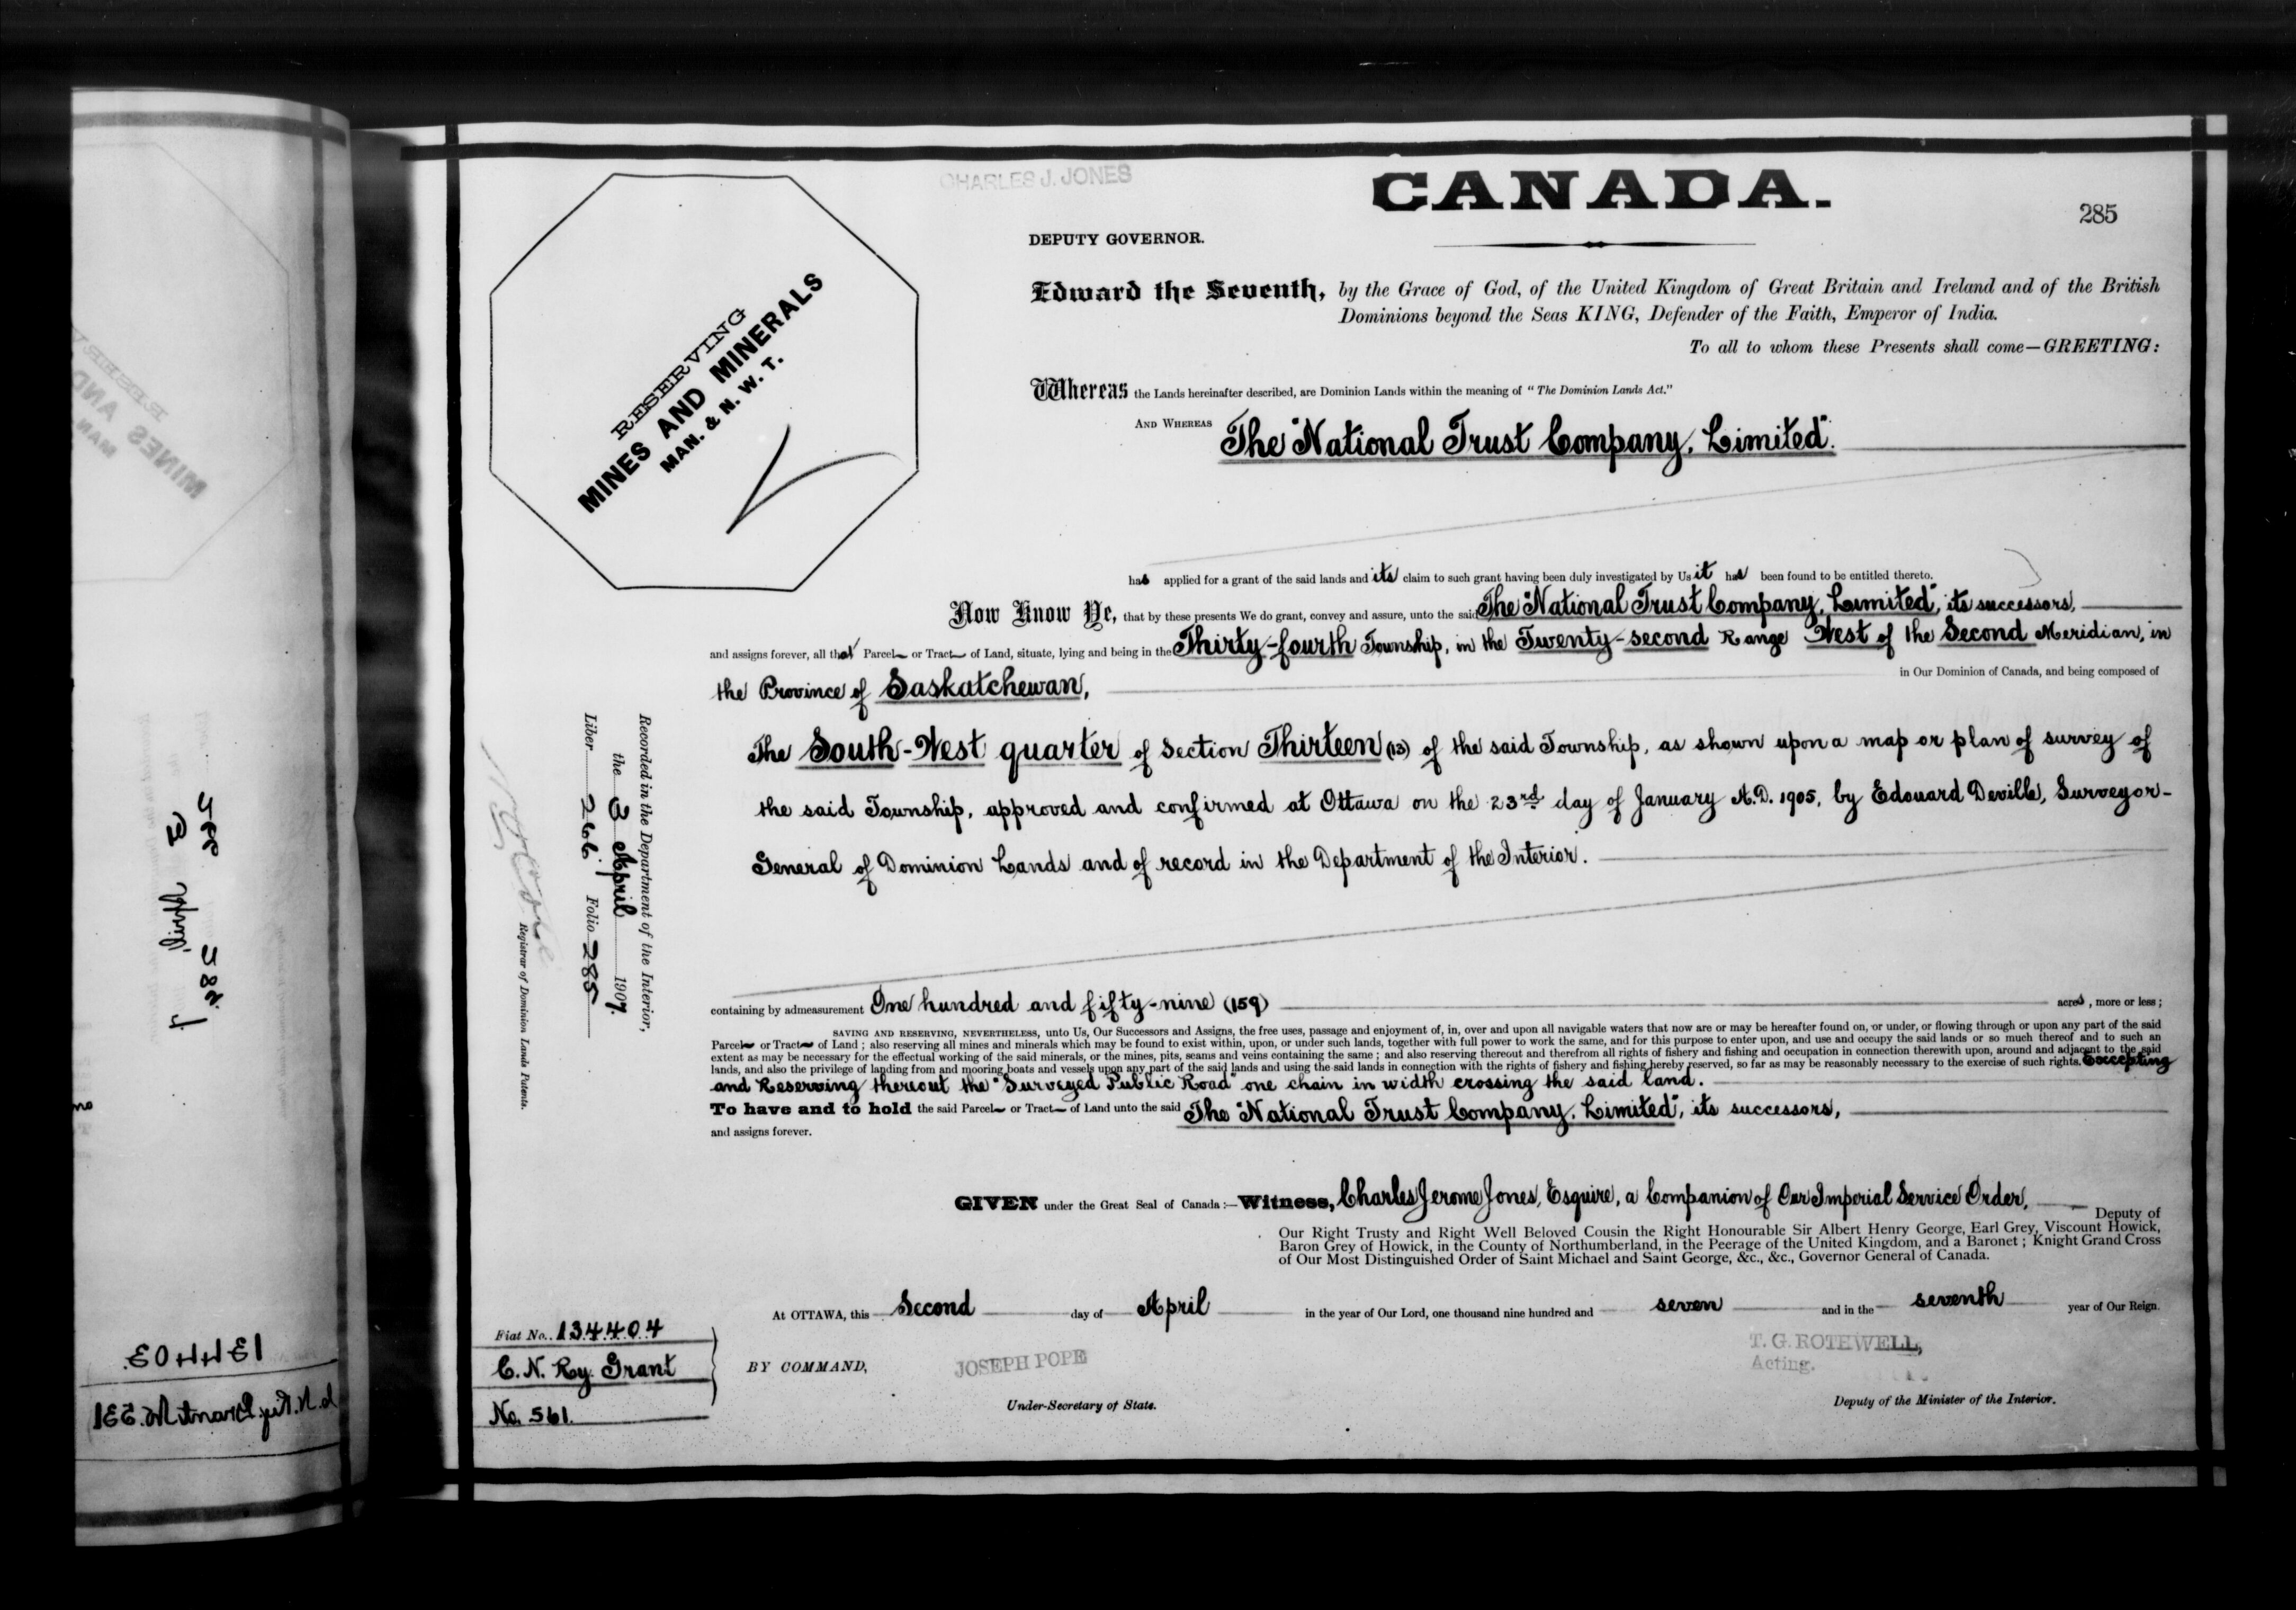 CHARLES J. JONES
CANADA.
285
DEPUTY GOVERNOR.
RESERVING
MINES AND MINERALS
MAN. & N. W. T.
Edward the Seventh, by the Grace of God, of the United Kingdom of Great Britain and Ireland and of the British
Dominions beyond the Seas KING, Defender of the Faith, Emperor of India.
To all to whom these Presents shall come—GREETING:
Whereas the Lands hereinafter described, are Dominion Lands within the meaning of "The Dominion Lands Act."
AND WHEREAS The "National Trust Company, Limited".
has applied for a grant of the said lands and its claim to such grant having been duly investigated by Us it has been found to be entitled thereto.
Now Know Ye, that by these presents We do grant, convey and assure, unto the said The "National Trust Company, Limited", its successors,
and assigns forever, all that Parcel or Tract of Land, situate, lying and being in the Thirty-fourth Township, in the Twenty-second Range West of the Second Meridian, in
the Province of Saskatchewan, in Our Dominion of Canada, and being composed of
The South-West quarter of Section Thirteen (13) of the said Township, as shown upon a map or plan of survey of
the said Township, approved and confirmed at Ottawa on the 23rd day of January A.D. 1905, by Edouard Deville, Surveyor-
General of Dominion Lands and of record in the Department of the Interior.
containing by admeasurement One hundred and fifty-nine (159) acres, more or less;
SAVING AND RESERVING, NEVERTHELESS, unto Us, Our Successors and Assigns, the free uses, passage and enjoyment of, in, over and upon all navigable waters that now are or may be hereafter found on, or under, or flowing through or upon any part of the said
Parcel or Tract of Land; also reserving all mines and minerals which may be found to exist within, upon, or under such lands, together with full power to work the same, and for this purpose to enter upon, and use and occupy the said lands or so much thereof and to such an
extent as may be necessary for the effectual working of the said minerals, or the mines, pits, seams and veins containing the same; and also reserving thereout and therefrom all rights of fishery and fishing and occupation in connection therewith upon, around and adjacent to the said
lands, and also the privilege of landing from and mooring boats and vessels upon any part of the said lands and using the said lands in connection with the rights of fishery and fishing hereby reserved, so far as may be reasonably necessary to the exercise of such rights. Excepting
and Reserving thereout the "Surveyed Public Road" one chain in width crossing the said land.
To have and to hold the said Parcel or Tract of Land unto the said The "National Trust Company, Limited", its successors,
and assigns forever.
GIVEN under the Great Seal of Canada:—Witness, Charles Jerome Jones, Esquire, a Companion of Our Imperial Service Order,
Deputy of
Our Right Trusty and Right Well Beloved Cousin the Right Honourable Sir Albert Henry George, Earl Grey, Viscount Howick,
Baron Grey of Howick, in the County of Northumberland, in the Peerage of the United Kingdom, and a Baronet; Knight Grand Cross
of Our Most Distinguished Order of Saint Michael and Saint George, &c., &c., Governor General of Canada.
At OTTAWA, this Second day of April in the year of Our Lord, one thousand nine hundred and seven and in the seventh year of Our Reign.
BY COMMAND,
JOSEPH POPE
Under-Secretary of State.
T. G. ROTHWELL,
Acting.
Deputy of the Minister of the Interior.
Fiat No. 134404
C. N. Ry. Grant
No. 561.
Recorded in the Department of the Interior,
the 3 April 1907.
Liber 266 Folio 285
Registrar of Dominion Lands Patents.
RESERV
MINES AND
MAN.
3 April
134403.
Ry. Grant No. 531